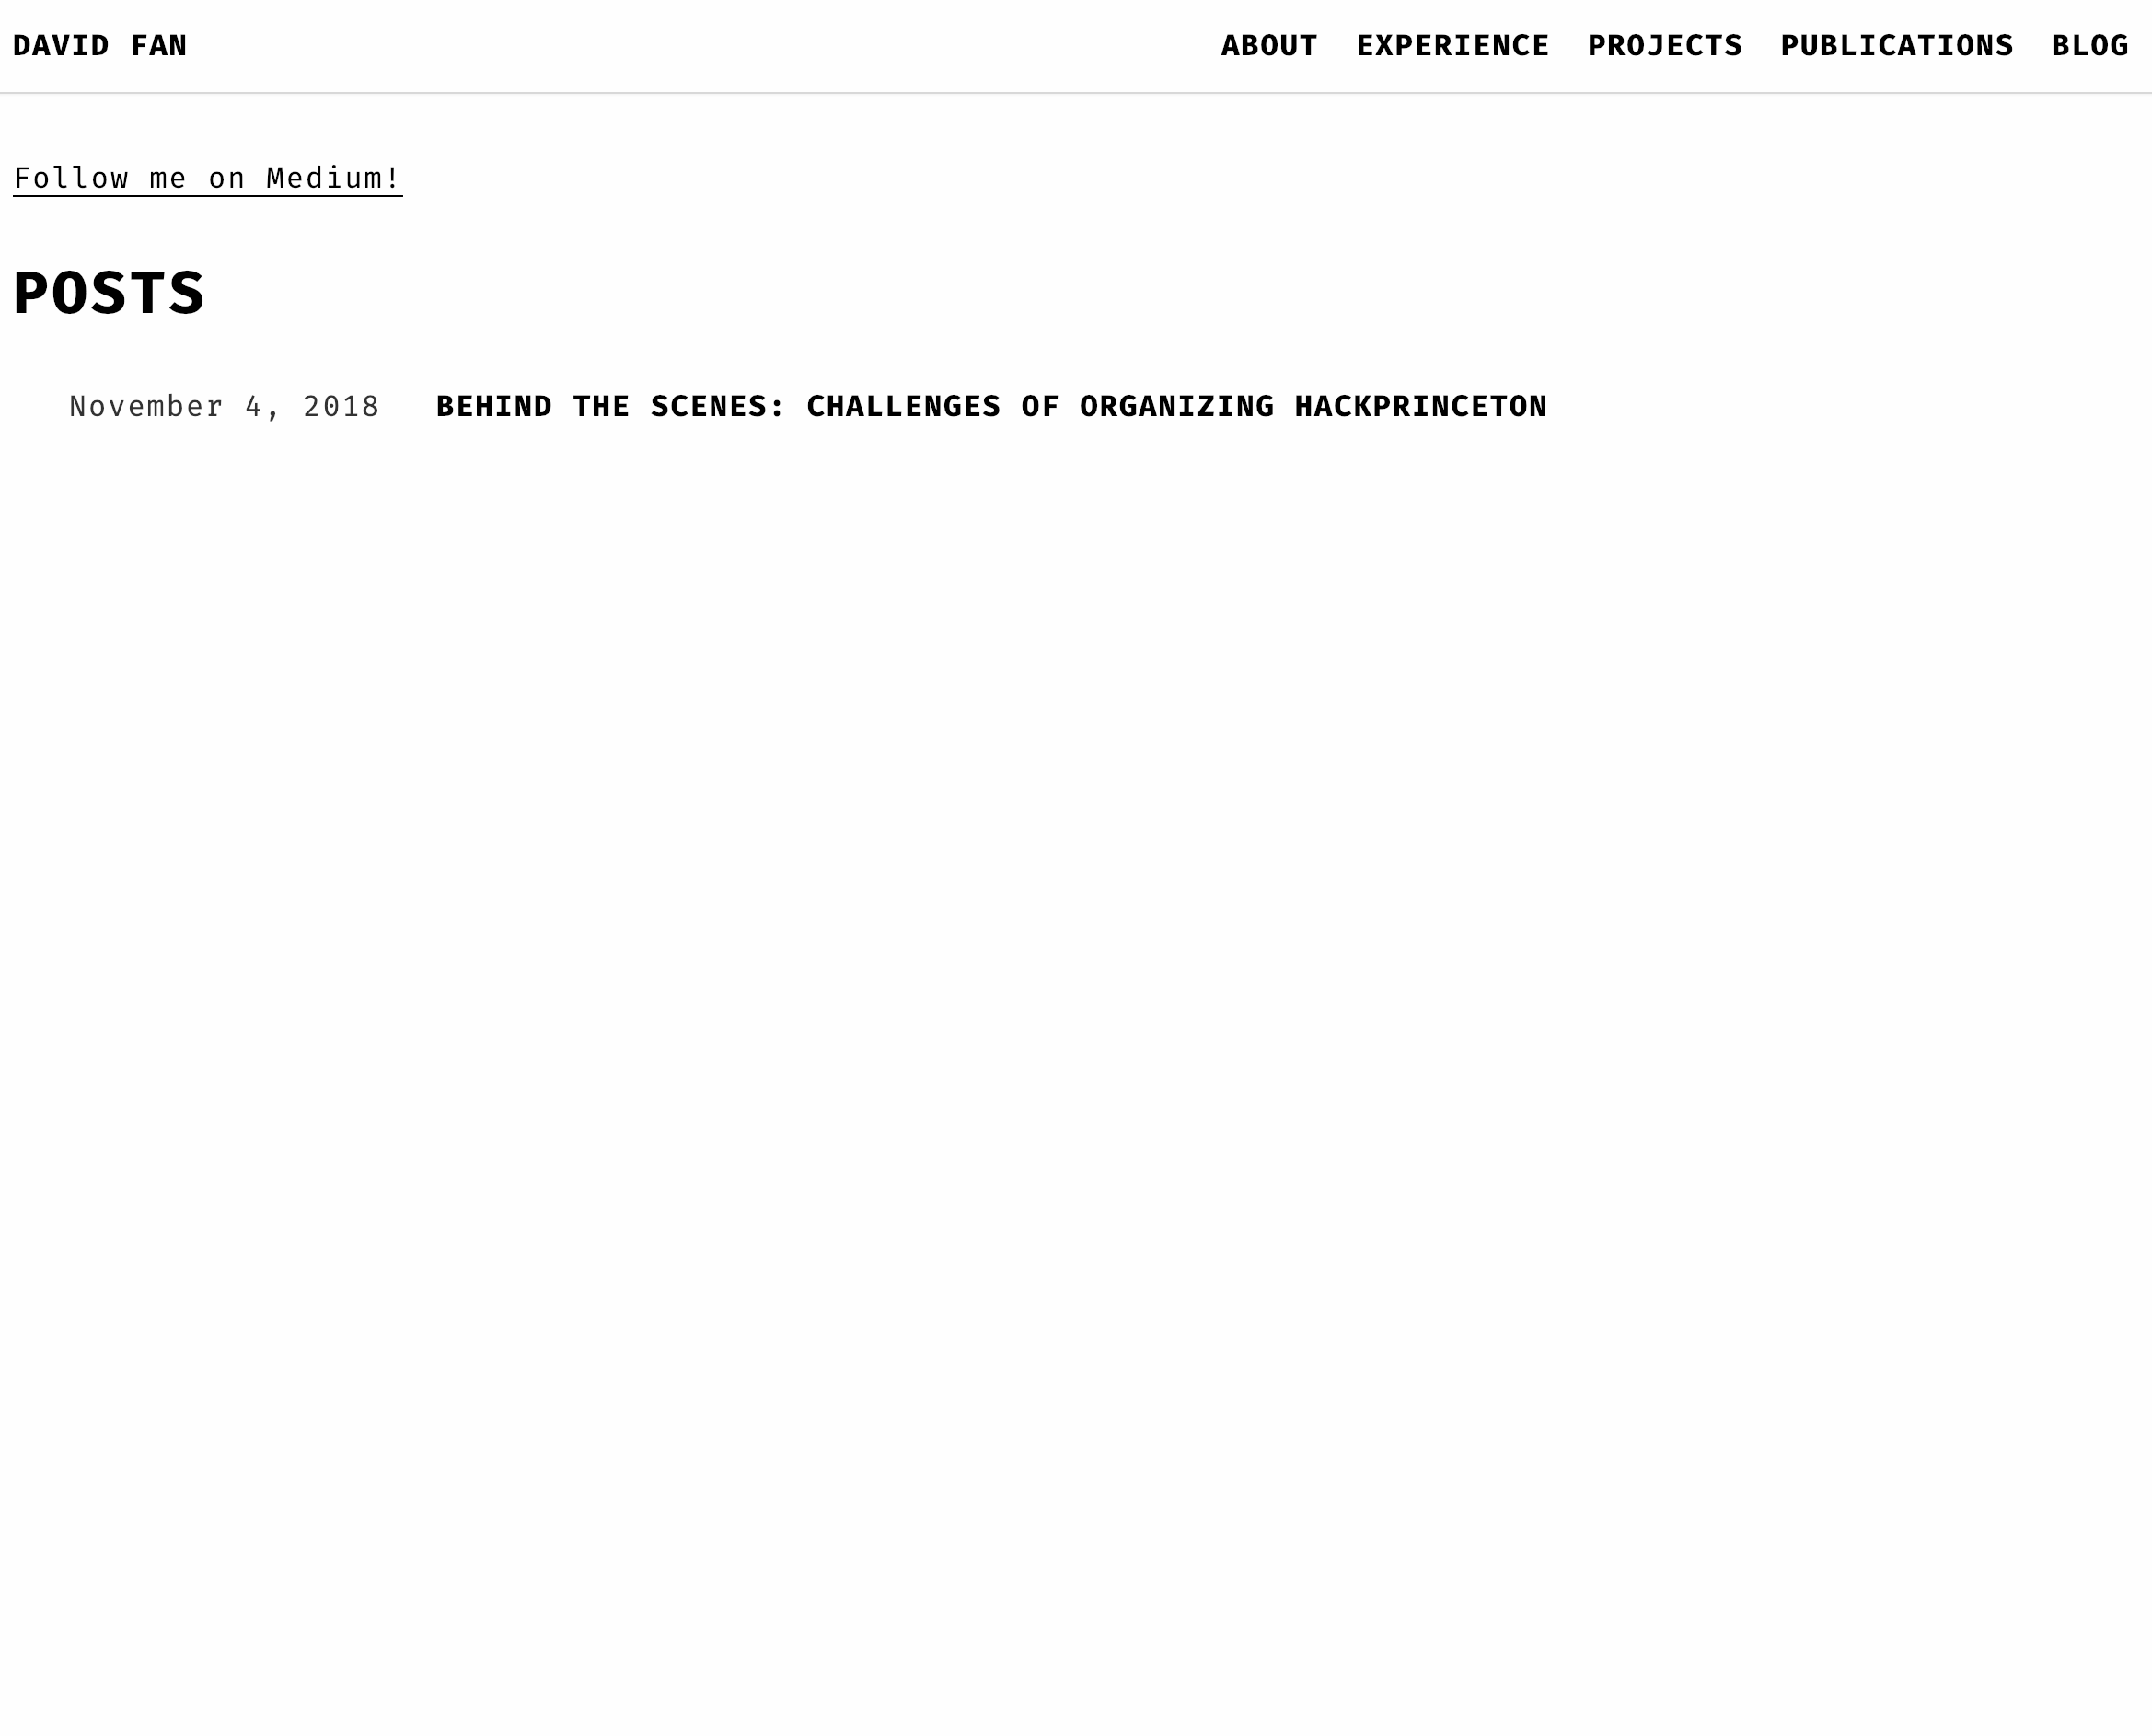 DAVID FAN ABOUT EXPERIENCE PROJECTS PUBLICATIONS BLOG
Follow me on Medium!
POSTS
November 4, 2018 BEHIND THE SCENES: CHALLENGES OF ORGANIZING HACKPRINCETON